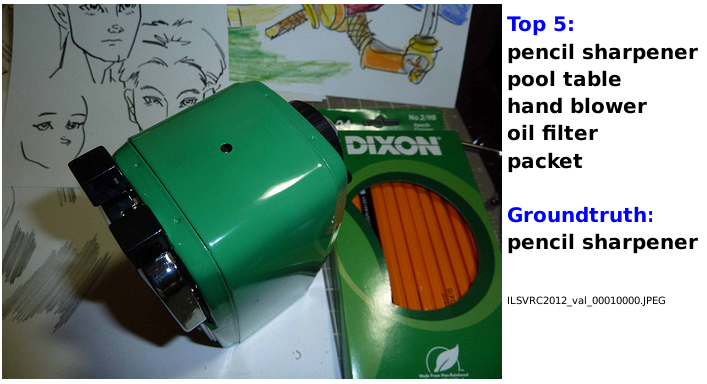 Top 5:
pencil sharpener
pool table
hand blower
oil filter
packet
Groundtruth:
pencil sharpener
ILSVRC2012_val_00010000.JPEG
No.2/HB
DIXON